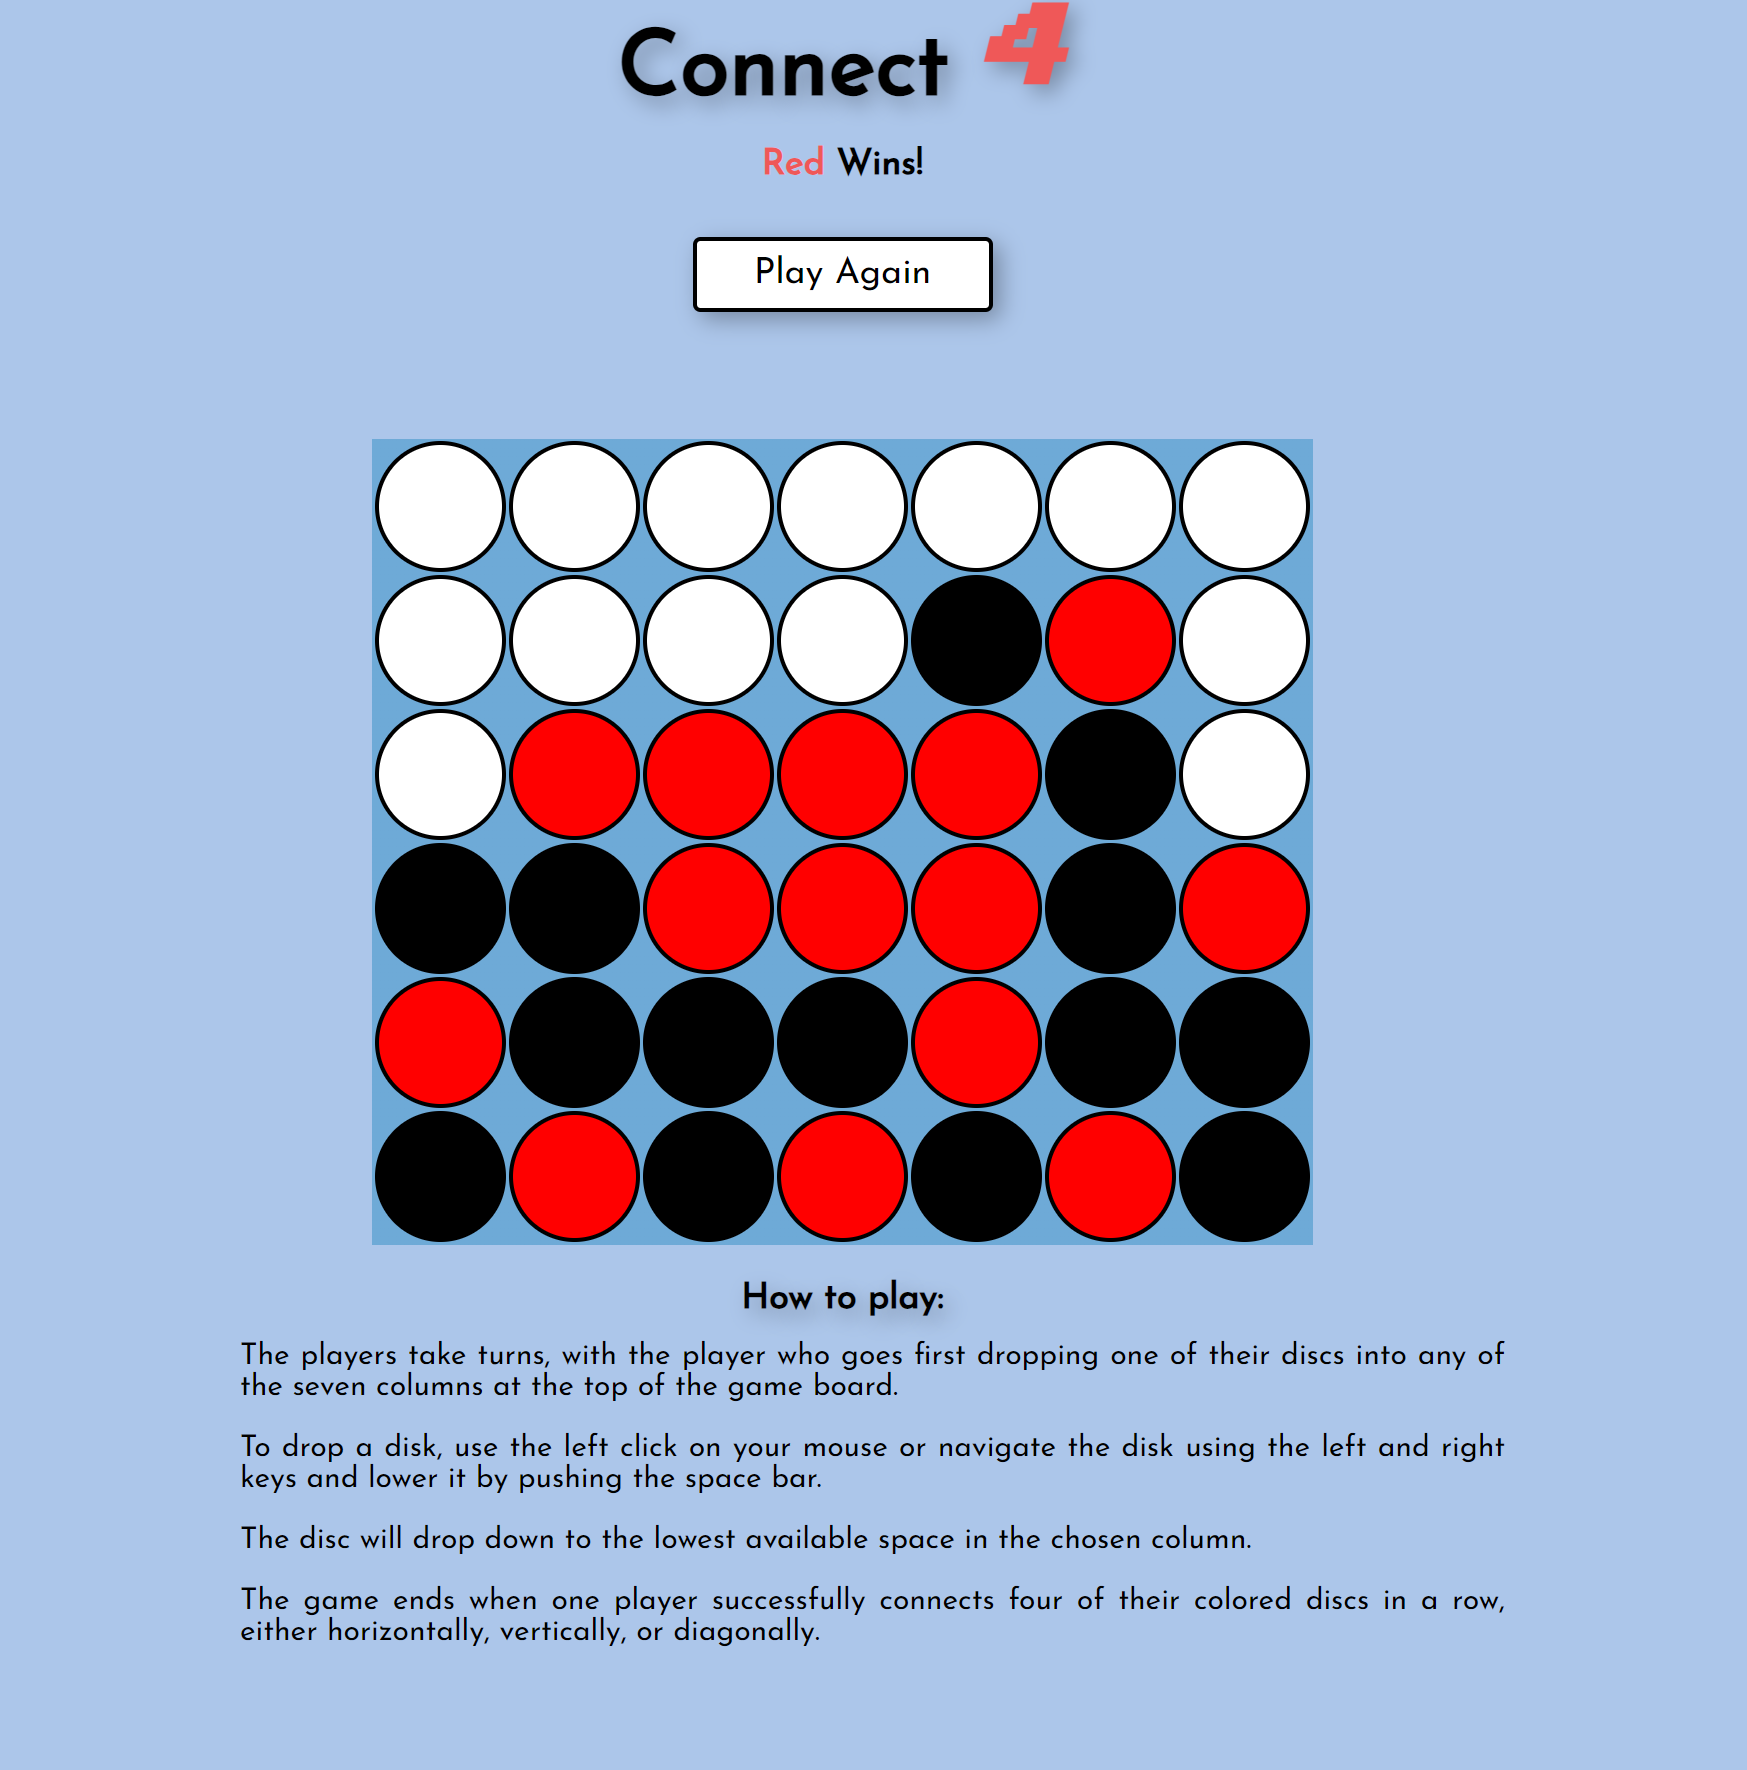 Connect 4
Red Wins!
Play Again
How to play:
The players take turns, with the player who goes first dropping one of their discs into any of
the seven columns at the top of the game board.
To drop a disk, use the left click on your mouse or navigate the disk using the left and right
keys and lower it by pushing the space bar.
The disc will drop down to the lowest available space in the chosen column.
The game ends when one player successfully connects four of their colored discs in a row,
either horizontally, vertically, or diagonally.